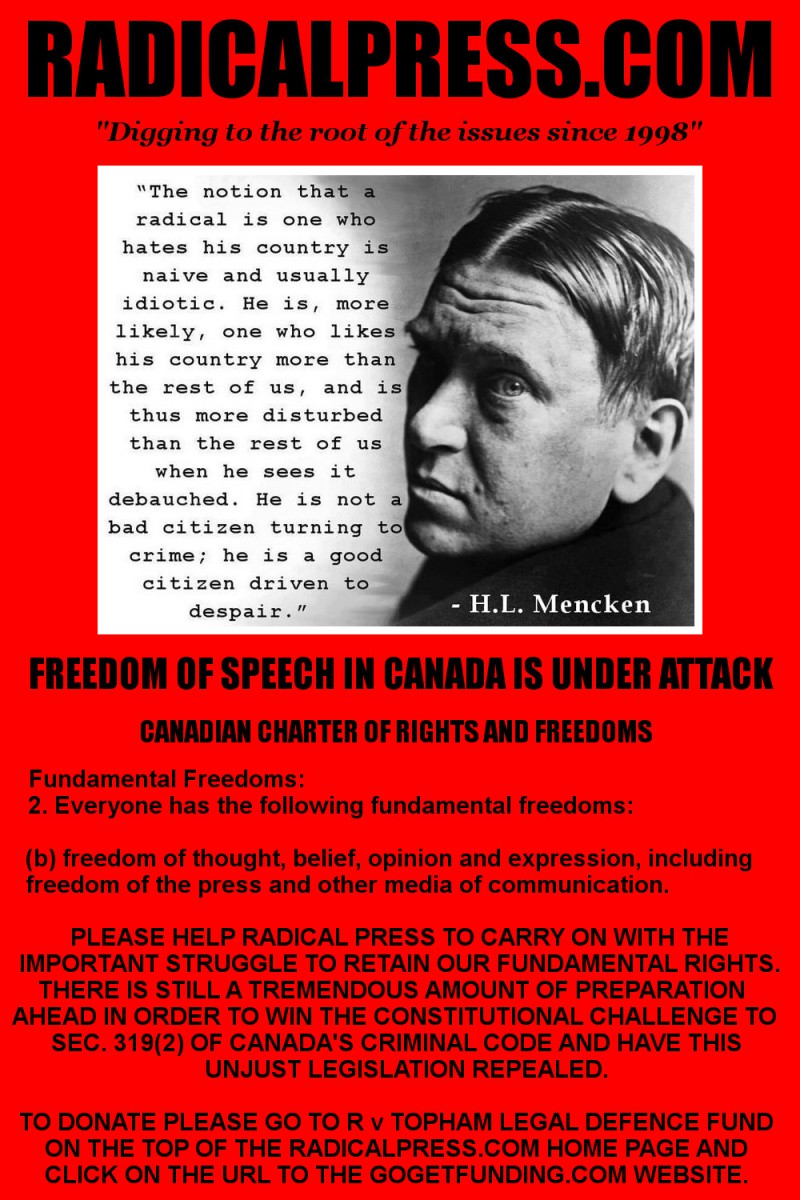 RADICALPRESS.COM
"Digging to the root of the issues since 1998"
“The notion that a
radical is one who
hates his country is
naive and usually
idiotic. He is, more
likely, one who likes
his country more than
the rest of us, and is
thus more disturbed
than the rest of us
when he sees it
debauched. He is not a
bad citizen turning to
crime; he is a good
citizen driven to
despair.”
- H.L. Mencken
FREEDOM OF SPEECH IN CANADA IS UNDER ATTACK
CANADIAN CHARTER OF RIGHTS AND FREEDOMS
Fundamental Freedoms:
2. Everyone has the following fundamental freedoms:
(b) freedom of thought, belief, opinion and expression, including
freedom of the press and other media of communication.
PLEASE HELP RADICAL PRESS TO CARRY ON WITH THE
IMPORTANT STRUGGLE TO RETAIN OUR FUNDAMENTAL RIGHTS.
THERE IS STILL A TREMENDOUS AMOUNT OF PREPARATION
AHEAD IN ORDER TO WIN THE CONSTITUTIONAL CHALLENGE TO
SEC. 319(2) OF CANADA'S CRIMINAL CODE AND HAVE THIS
UNJUST LEGISLATION REPEALED.
TO DONATE PLEASE GO TO R v TOPHAM LEGAL DEFENCE FUND
ON THE TOP OF THE RADICALPRESS.COM HOME PAGE AND
CLICK ON THE URL TO THE GOGETFUNDING.COM WEBSITE.